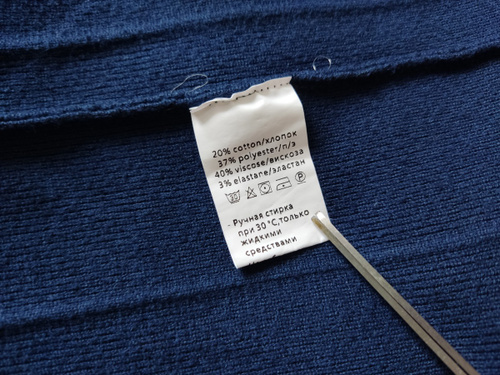 20% cotton/хлопок
37% polyester/п/э
40% viscose/вискоза
3% elastane/эластан
- Ручная стирка
при 30 °C,только
жидкими
средствами